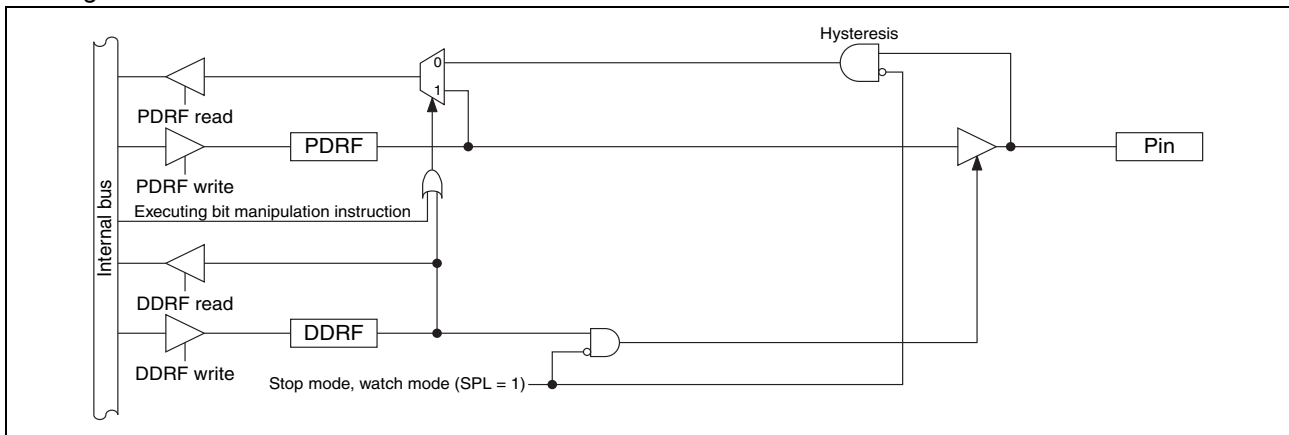 Hysteresis
0
1
PDRF read
PDRF
Pin
PDRF write
Executing bit manipulation instruction
Internal bus
DDRF read
DDRF
DDRF write
Stop mode, watch mode (SPL = 1)